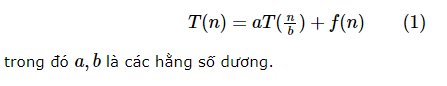 T(n) = aT(n/b) + f(n) (1)
trong đó a, b là các hằng số dương.